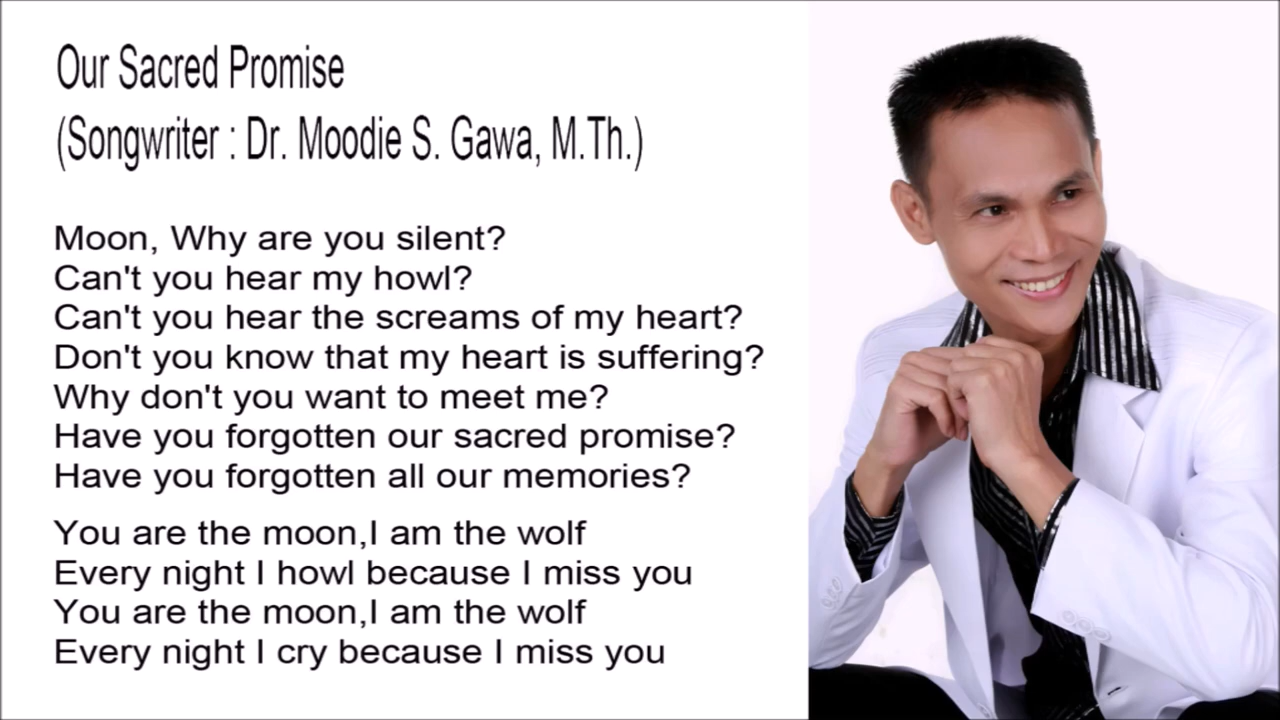 Our Sacred Promise
(Songwriter : Dr. Moodie S. Gawa, M.Th.)
Moon, Why are you silent?
Can't you hear my howl?
Can't you hear the screams of my heart?
Don't you know that my heart is suffering?
Why don't you want to meet me?
Have you forgotten our sacred promise?
Have you forgotten all our memories?
You are the moon,I am the wolf
Every night I howl because I miss you
You are the moon,I am the wolf
Every night I cry because I miss you